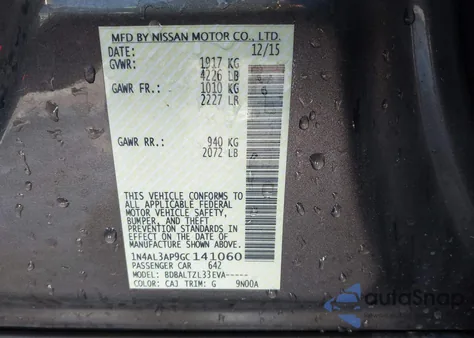 MFD BY NISSAN MOTOR CO., LTD.
DATE: 12/15
GVWR: 1917 KG
4226 LB
GAWR FR.: 1010 KG
2227 LR
GAWR RR.: 940 KG
2072 LB
THIS VEHICLE CONFORMS TO
ALL APPLICABLE FEDERAL
MOTOR VEHICLE SAFETY,
BUMPER, AND THEFT
PREVENTION STANDARDS IN
EFFECT ON THE DATE OF
MANUFACTURE SHOWN ABOVE.
1N4AL3AP9GC141060
PASSENGER CAR 642
MODEL: BDBALTZL33EVA-----
COLOR: CAJ TRIM: G 9N00A
AutoSnap